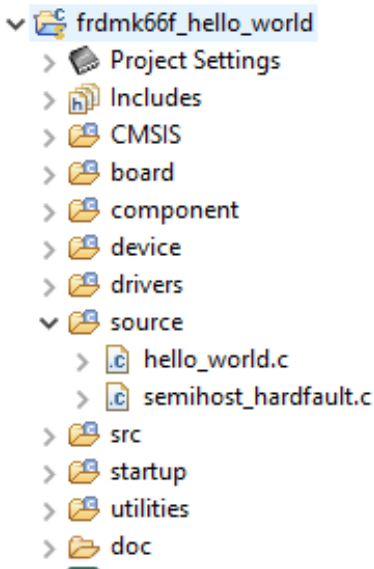 frdmk66f_hello_world
Project Settings
Includes
CMSIS
board
component
device
drivers
source
.c hello_world.c
.c semihost_hardfault.c
src
startup
utilities
doc